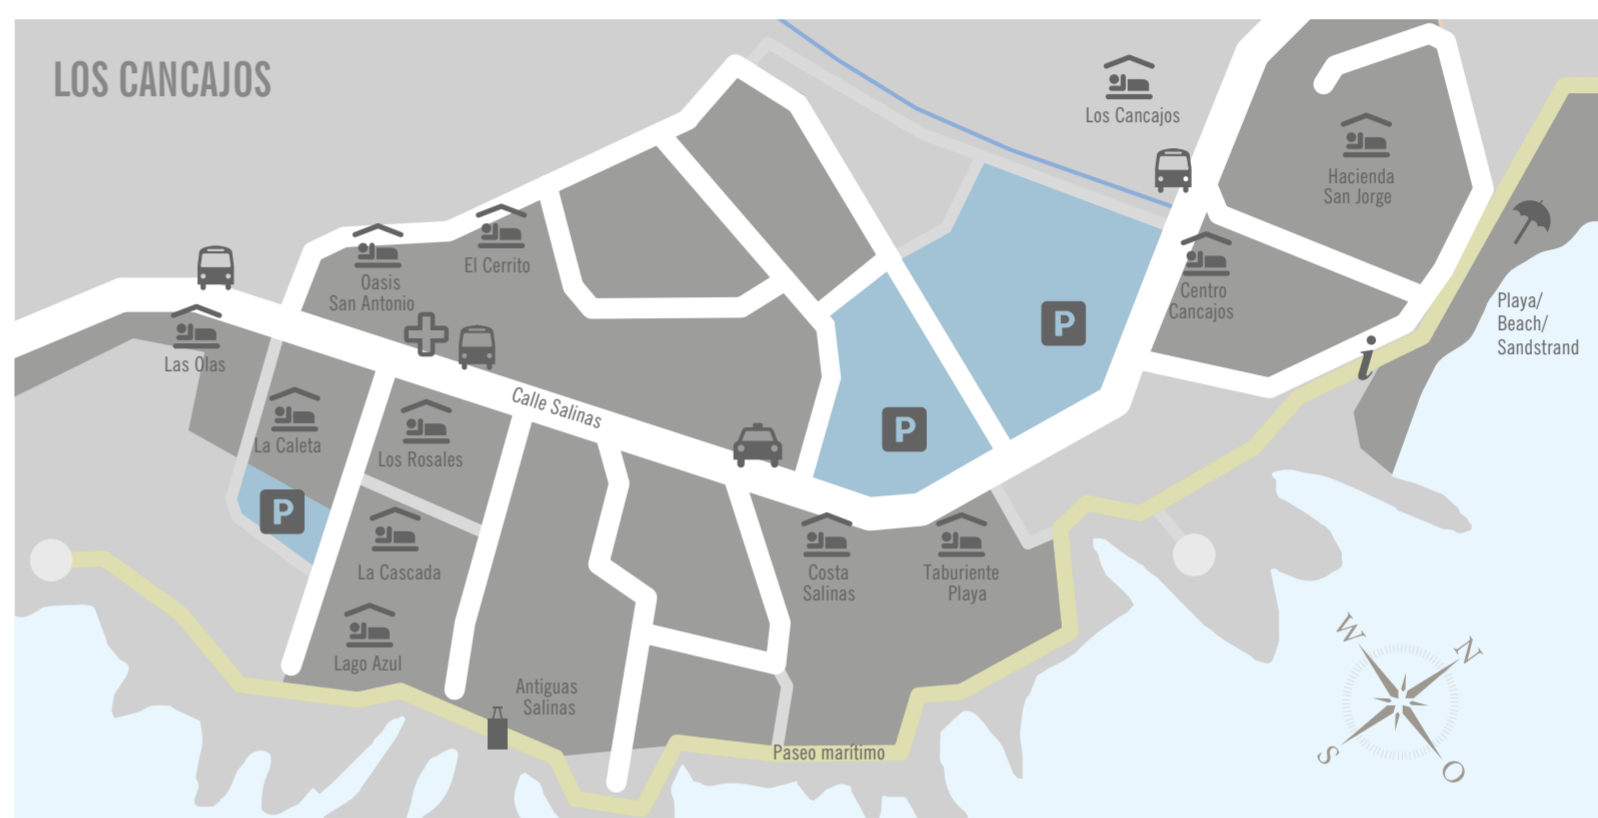 LOS CANCAJOS
Los Cancajos
Hacienda
San Jorge
Oasis
San Antonio
El Cerrito
Centro
Cancajos
Playa/
Beach/
Sandstrand
Las Olas
P
i
Calle Salinas
La Caleta
Los Rosales
P
P
La Cascada
Costa
Salinas
Taburiente
Playa
Lago Azul
Antiguas
Salinas
Paseo marítimo
W
N
S
O